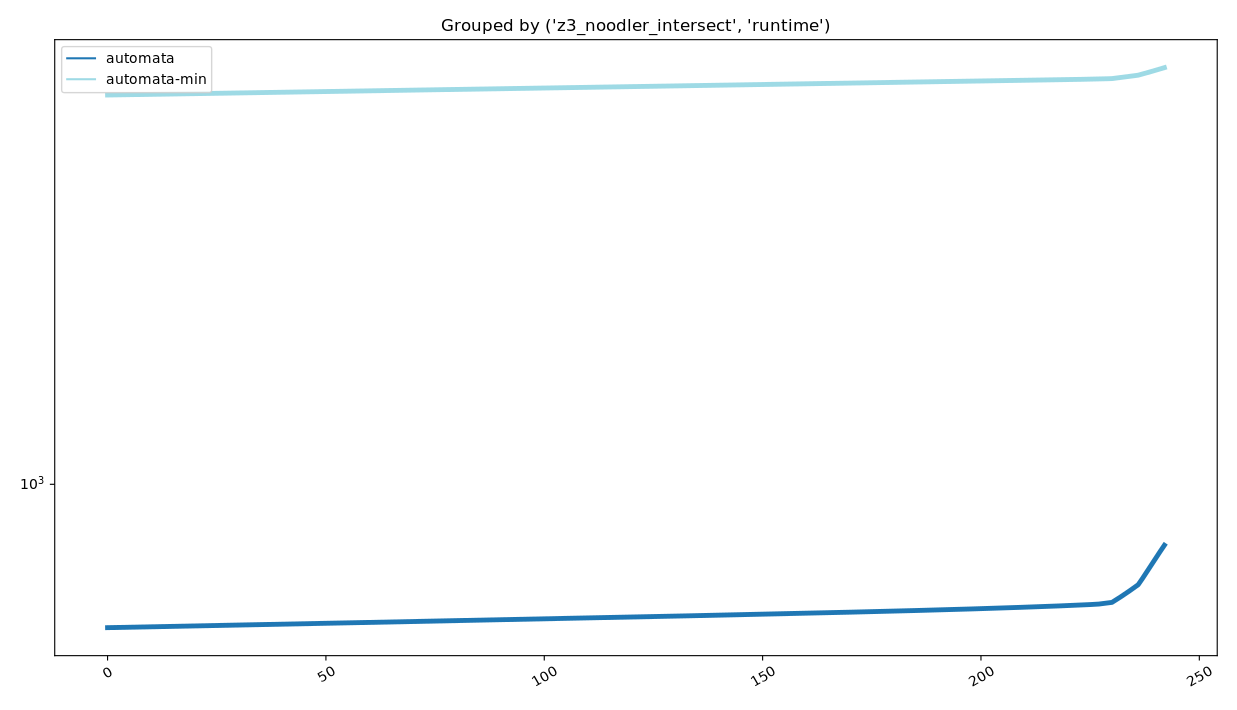 Grouped by ('z3_noodler_intersect', 'runtime')
automata
automata-min
10³
0
50
100
150
200
250